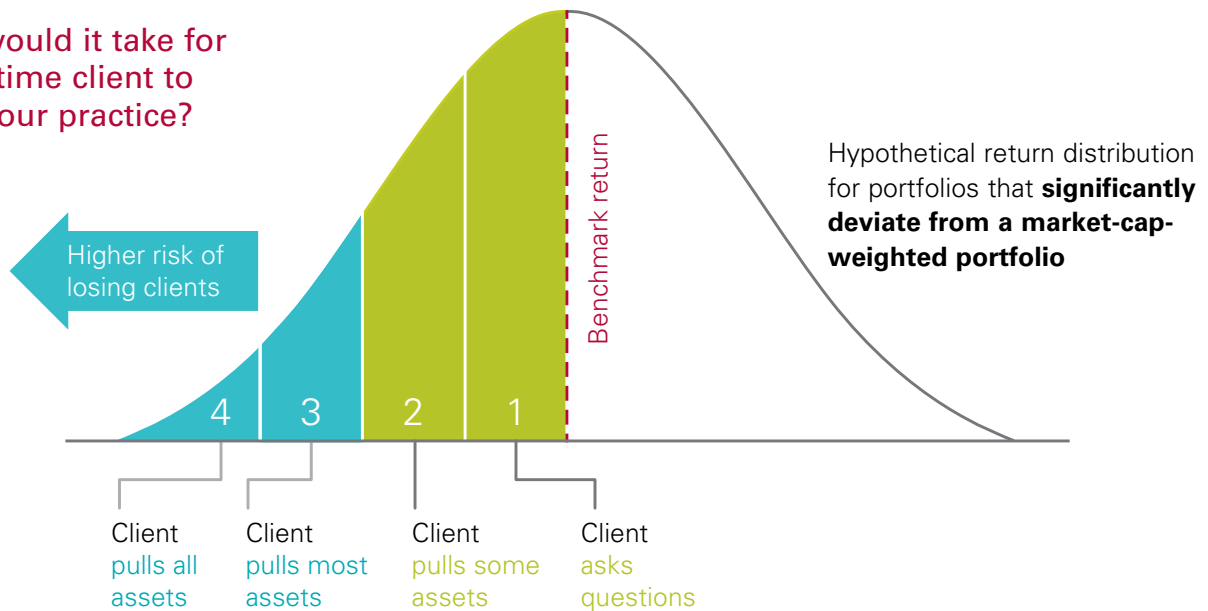 would it take for
time client to
our practice?
Higher risk of
losing clients
Benchmark return
Hypothetical return distribution
for portfolios that significantly
deviate from a market-cap-
weighted portfolio
4
3
2
1
Client
pulls all
assets
Client
pulls most
assets
Client
pulls some
assets
Client
asks
questions